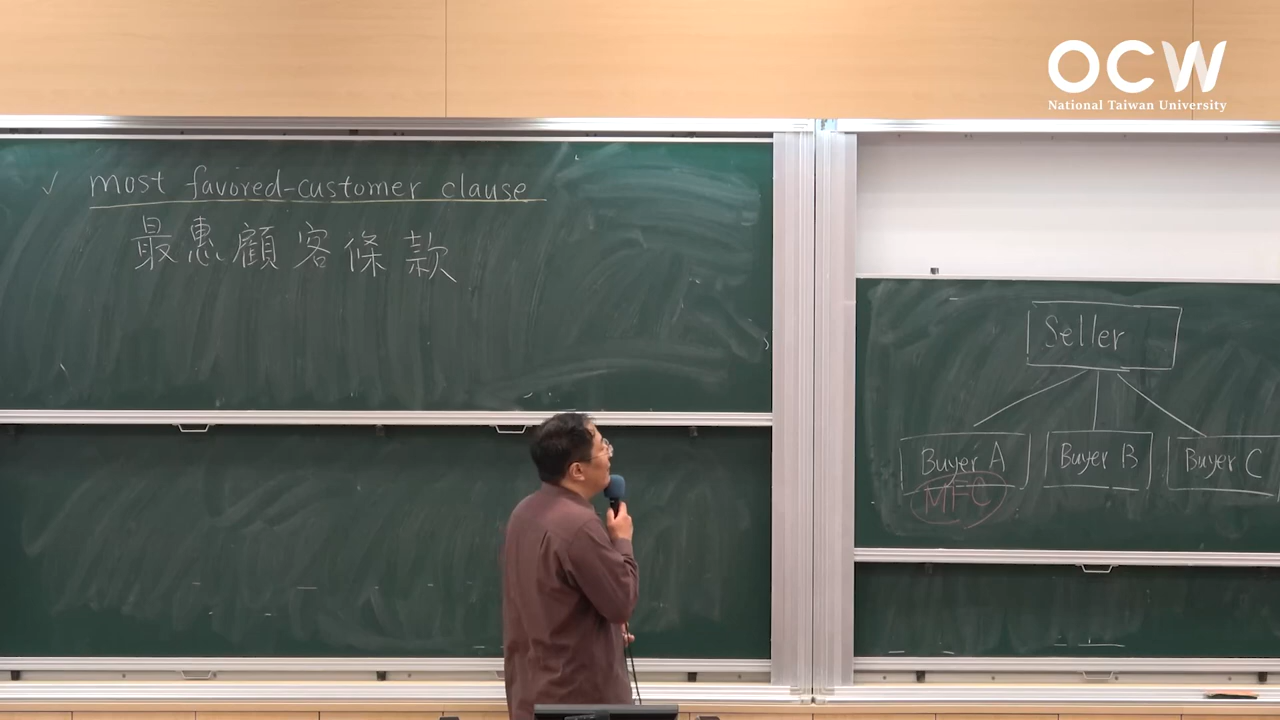 OCW
National Taiwan University
✓ most favored-customer clause
最惠顧客條款
Seller
Buyer A
Buyer B
Buyer C
MFC